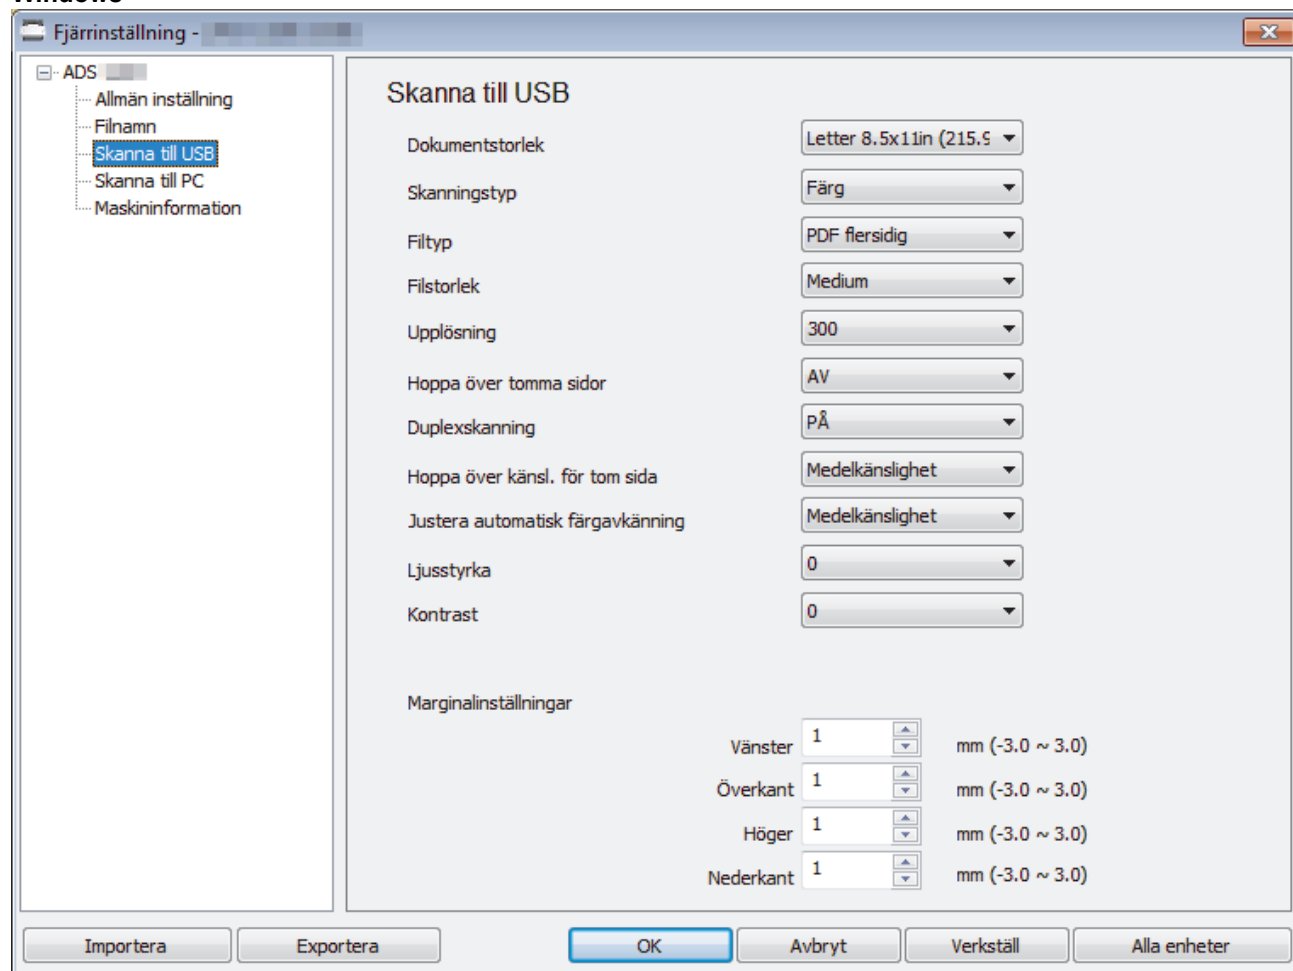 Fjärrinställning -
ADS
Allmän inställning
Filnamn
Skanna till USB
Skanna till PC
Maskininformation
Skanna till USB
Dokumentstorlek Letter 8.5x11in (215.9
Skanningstyp Färg
Filtyp PDF flersidig
Filstorlek Medium
Upplösning 300
Hoppa över tomma sidor AV
Duplexskanning PÅ
Hoppa över känsl. för tom sida Medelkänslighet
Justera automatisk färgavkänning Medelkänslighet
Ljusstyrka 0
Kontrast 0
Marginalinställningar
Vänster 1 mm (-3.0 ~ 3.0)
Överkant 1 mm (-3.0 ~ 3.0)
Höger 1 mm (-3.0 ~ 3.0)
Nederkant 1 mm (-3.0 ~ 3.0)
Importera Exportera OK Avbryt Verkställ Alla enheter